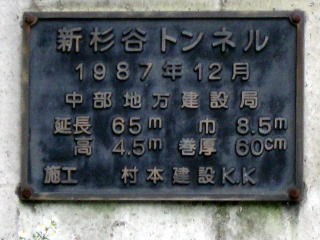 新杉谷トンネル
1987年12月
中部地方建設局
延長 65m 巾 8.5m
高 4.5m 巻厚 60cm
施工 村本建設K.K